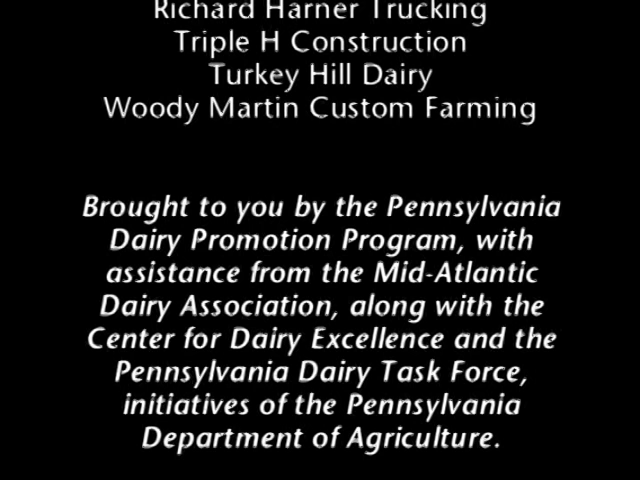 Richard Harner Trucking
Triple H Construction
Turkey Hill Dairy
Woody Martin Custom Farming
Brought to you by the Pennsylvania
Dairy Promotion Program, with
assistance from the Mid-Atlantic
Dairy Association, along with the
Center for Dairy Excellence and the
Pennsylvania Dairy Task Force,
initiatives of the Pennsylvania
Department of Agriculture.